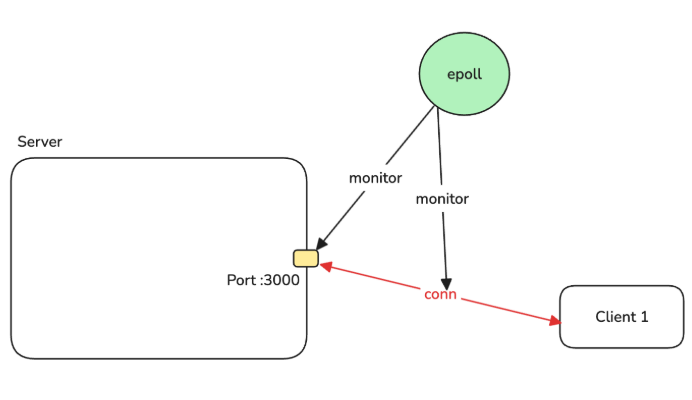 epoll
Server
monitor
monitor
Port :3000
conn
Client 1